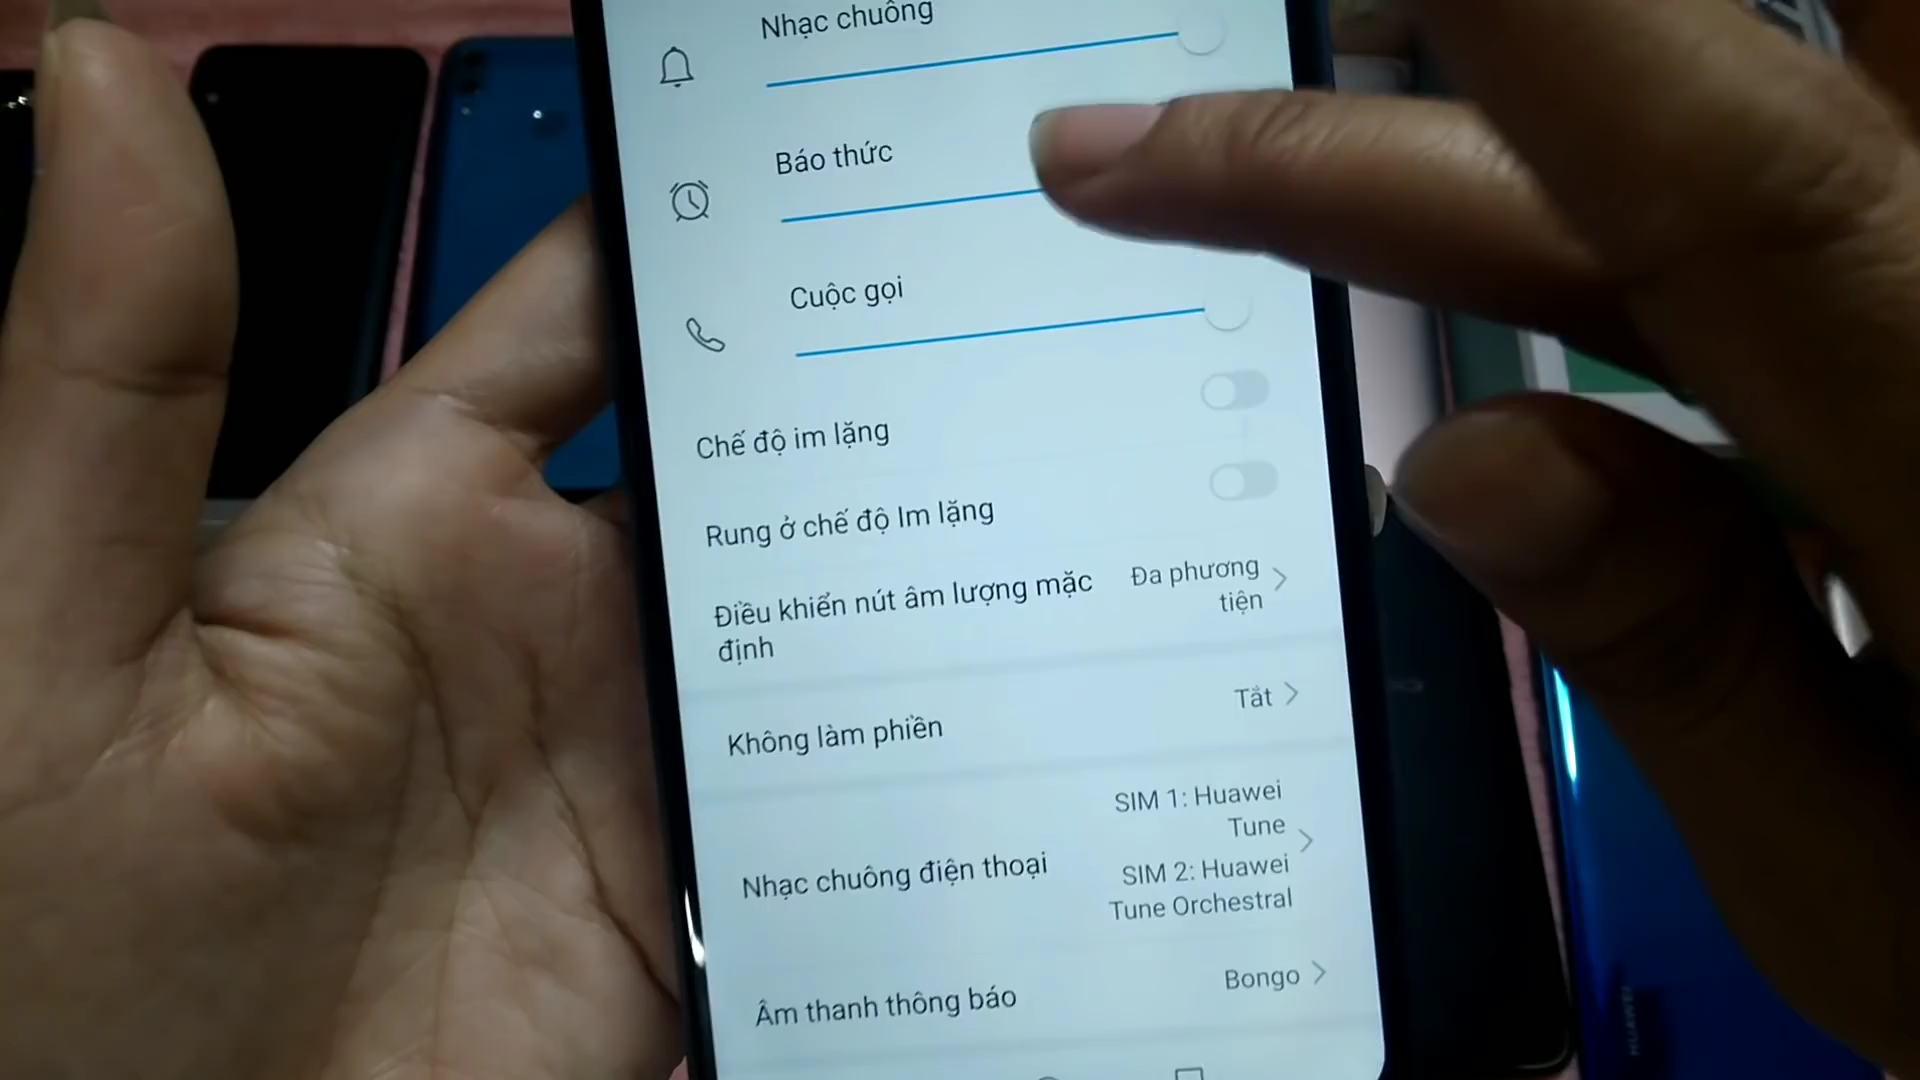 Nhạc chuông
Báo thức
Cuộc gọi
Chế độ im lặng
Rung ở chế độ Im lặng
Điều khiển nút âm lượng mặc
định
Đa phương
tiện
Không làm phiền
Tắt
Nhạc chuông điện thoại
SIM 1: Huawei
Tune
SIM 2: Huawei
Tune Orchestral
Âm thanh thông báo
Bongo
HUAWEI